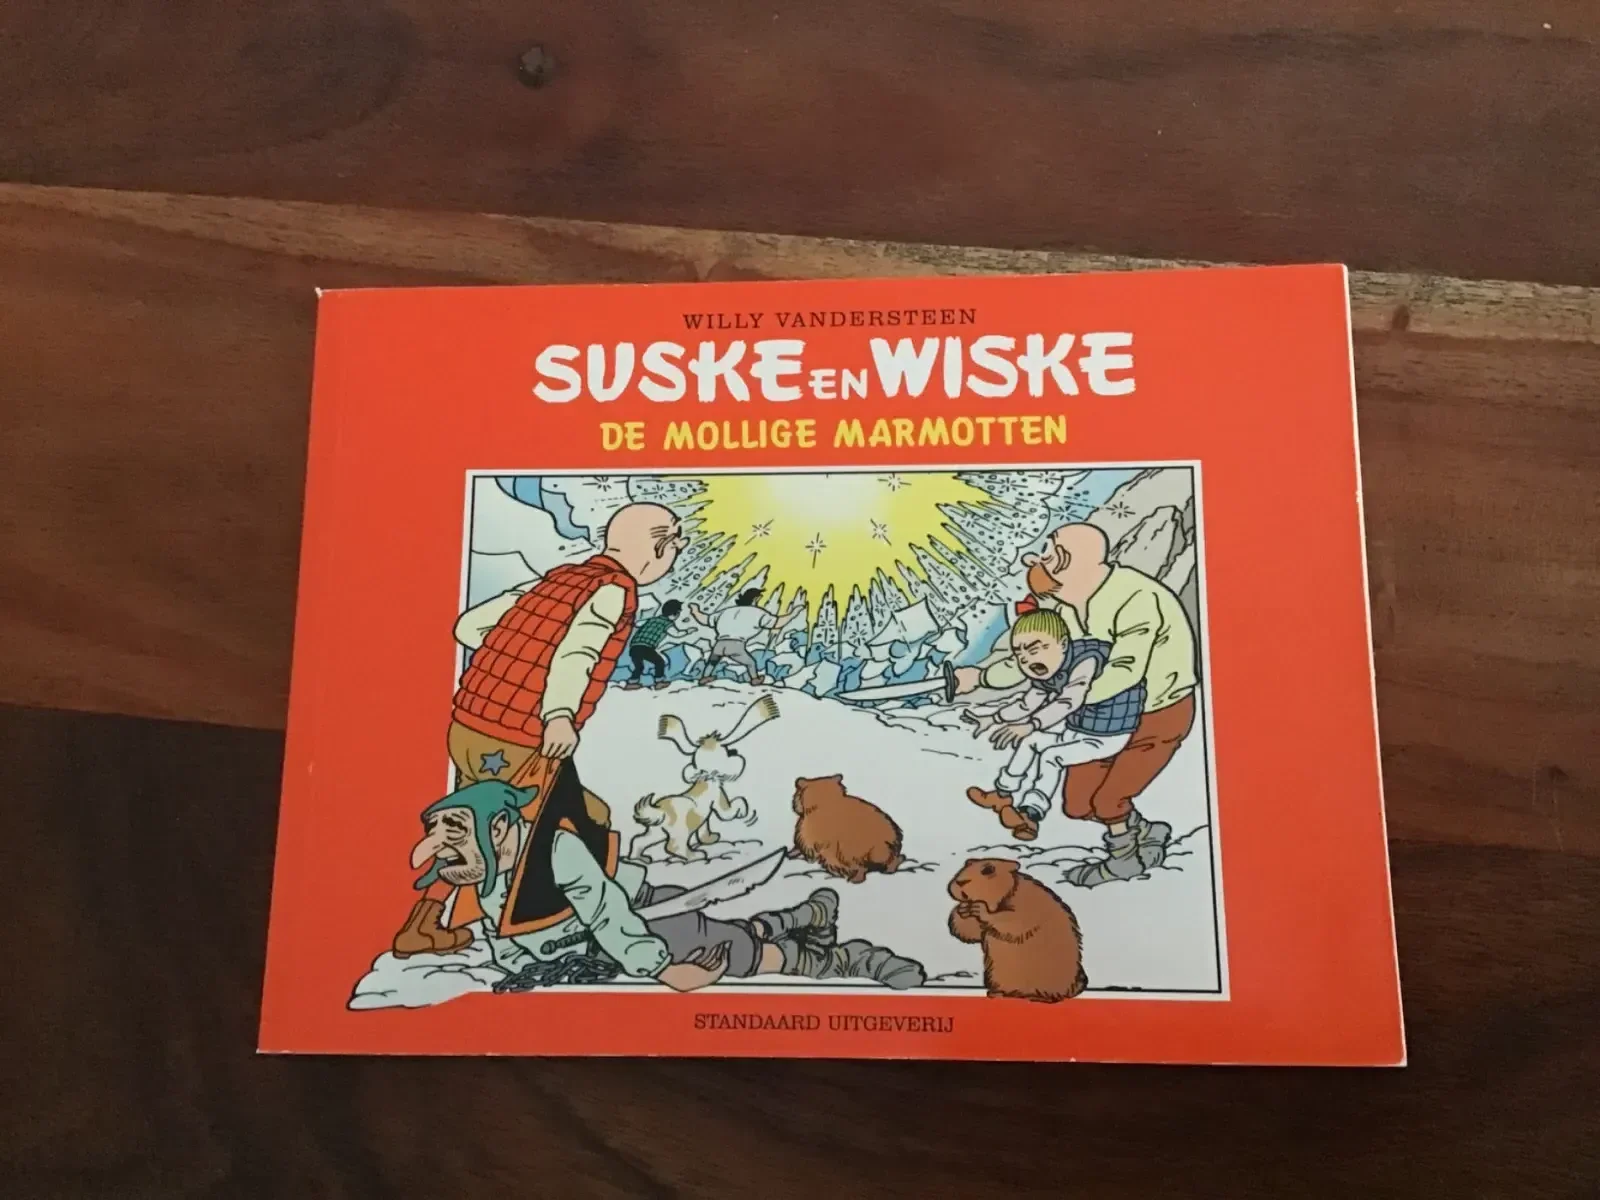 WILLY VANDERSTEEN
SUSKE EN WISKE
DE MOLLIGE MARMOTTEN
STANDAARD UITGEVERIJ